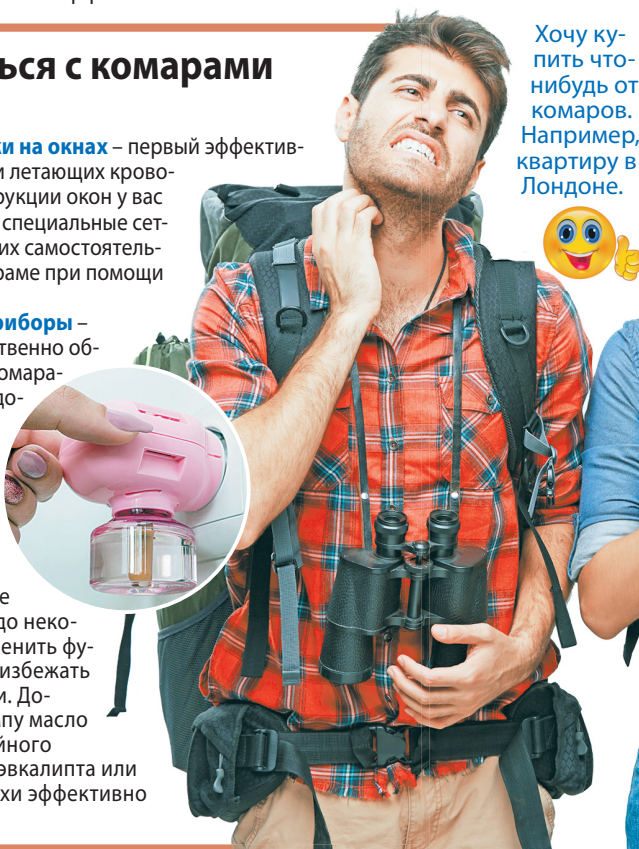 ься с комарами
ки на окнах – первый эффектив-
и летающих крово-
рукции окон у вас
специальные сет-
их самостоятель-
раме при помощи
риборы –
твенно об-
омара-
до-
е
до неко-
енить фу-
избежать
и. До-
мпу масло
йного
эвкалипта или
хи эффективно
Хочу ку-
пить что-
нибудь от
комаров.
Например,
квартиру в
Лондоне.